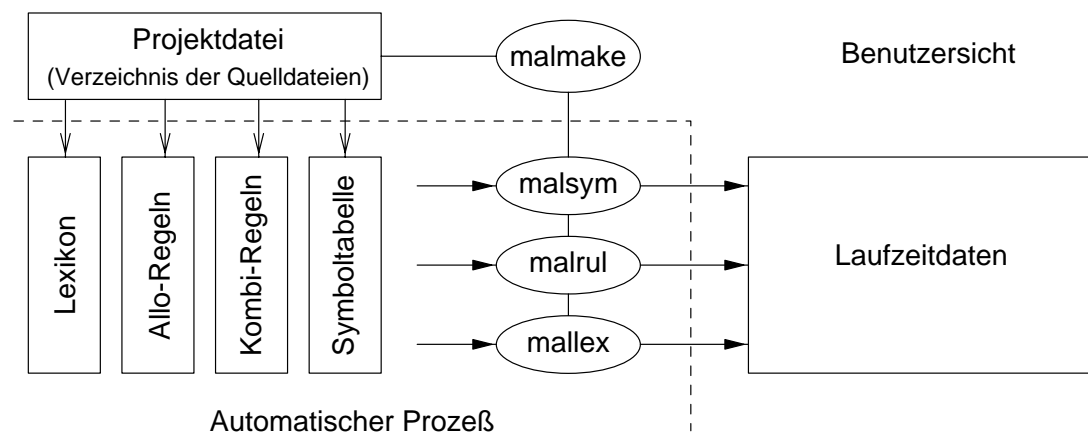 Projektdatei
(Verzeichnis der Quelldateien)
malmake
Benutzersicht
Lexikon
Allo-Regeln
Kombi-Regeln
Symboltabelle
malsym
malrul
mallex
Laufzeitdaten
Automatischer Prozeß